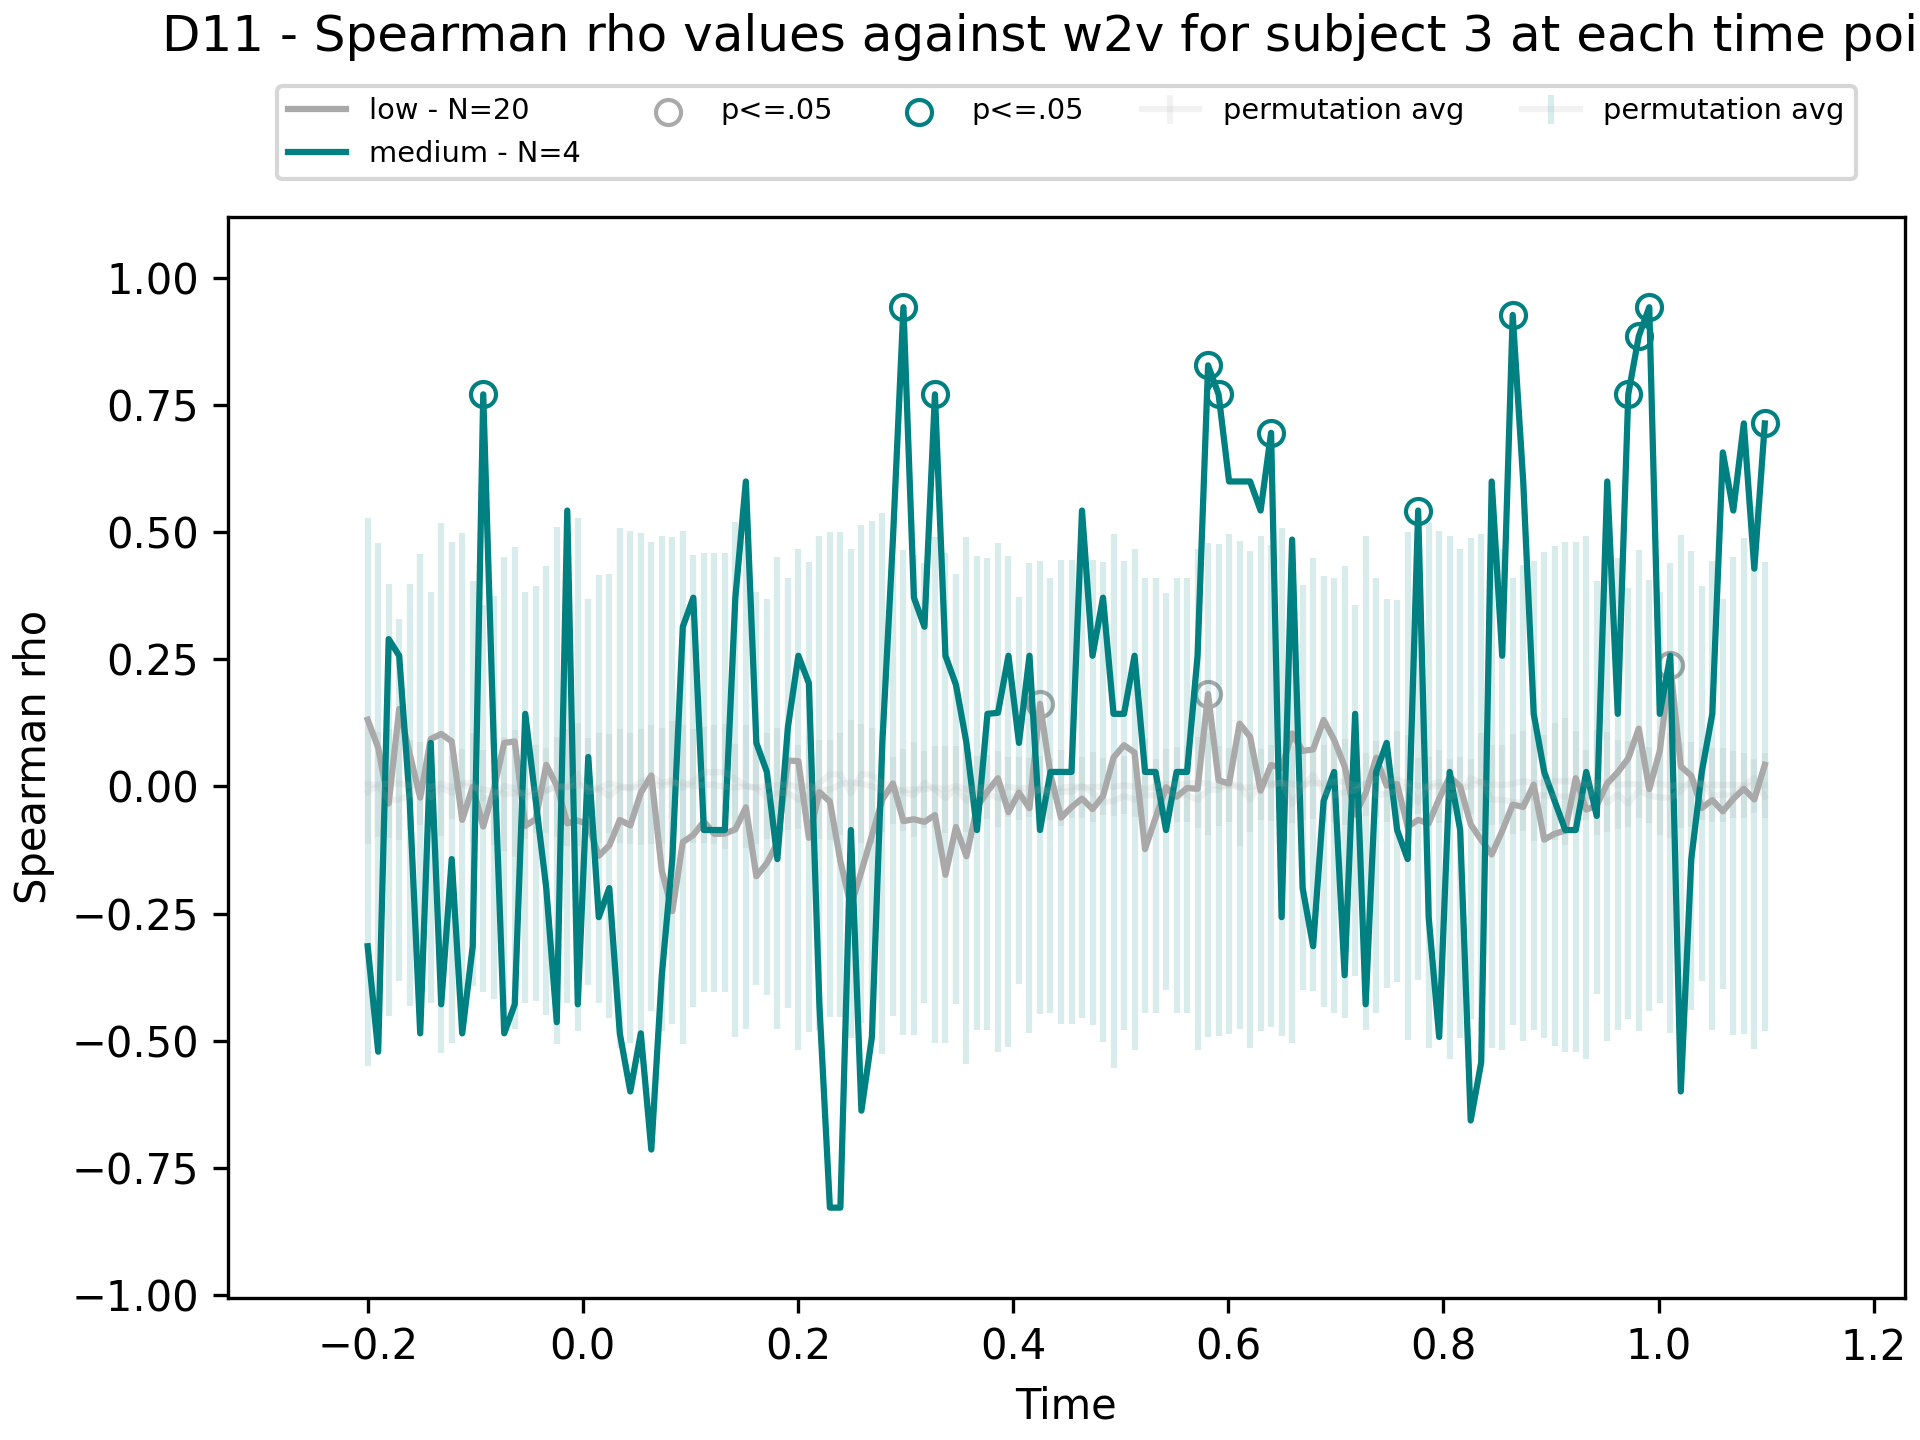 D11 - Spearman rho values against w2v for subject 3 at each time poi
low - N=20
medium - N=4
p<=.05
p<=.05
permutation avg
permutation avg
Spearman rho
1.00
0.75
0.50
0.25
0.00
−0.25
−0.50
−0.75
−1.00
−0.2
0.0
0.2
0.4
0.6
0.8
1.0
1.2
Time